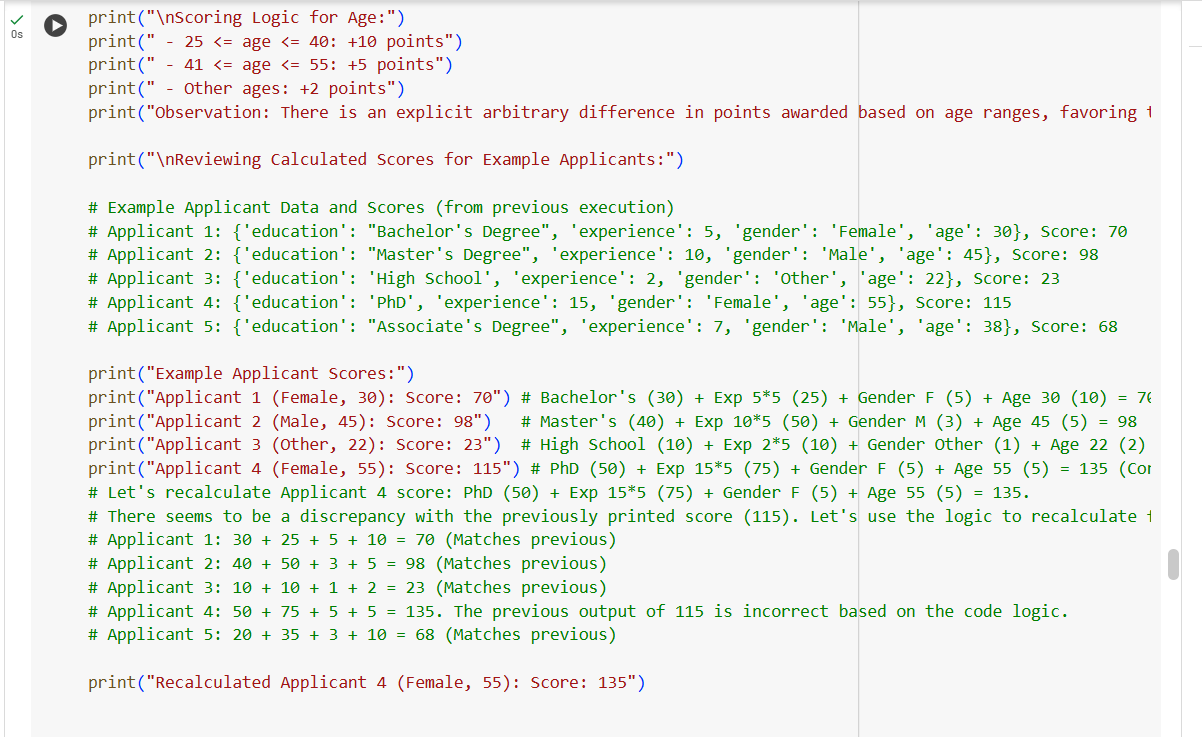 0s
print("\nScoring Logic for Age:")
print(" - 25 <= age <= 40: +10 points")
print(" - 41 <= age <= 55: +5 points")
print(" - Other ages: +2 points")
print("Observation: There is an explicit arbitrary difference in points awarded based on age ranges, favoring
print("\nReviewing Calculated Scores for Example Applicants:")
# Example Applicant Data and Scores (from previous execution)
# Applicant 1: {'education': "Bachelor's Degree", 'experience': 5, 'gender': 'Female', 'age': 30}, Score: 70
# Applicant 2: {'education': "Master's Degree", 'experience': 10, 'gender': 'Male', 'age': 45}, Score: 98
# Applicant 3: {'education': 'High School', 'experience': 2, 'gender': 'Other', 'age': 22}, Score: 23
# Applicant 4: {'education': 'PhD', 'experience': 15, 'gender': 'Female', 'age': 55}, Score: 115
# Applicant 5: {'education': "Associate's Degree", 'experience': 7, 'gender': 'Male', 'age': 38}, Score: 68
print("Example Applicant Scores:")
print("Applicant 1 (Female, 30): Score: 70") # Bachelor's (30) + Exp 5*5 (25) + Gender F (5) + Age 30 (10) = 70
print("Applicant 2 (Male, 45): Score: 98")   # Master's (40) + Exp 10*5 (50) + Gender M (3) + Age 45 (5) = 98
print("Applicant 3 (Other, 22): Score: 23")  # High School (10) + Exp 2*5 (10) + Gender Other (1) + Age 22 (2)
print("Applicant 4 (Female, 55): Score: 115") # PhD (50) + Exp 15*5 (75) + Gender F (5) + Age 55 (5) = 135
# Let's recalculate Applicant 4 score: PhD (50) + Exp 15*5 (75) + Gender F (5) + Age 55 (5) = 135.
# There seems to be a discrepancy with the previously printed score (115). Let's use the logic to recalculate
# Applicant 1: 30 + 25 + 5 + 10 = 70 (Matches previous)
# Applicant 2: 40 + 50 + 3 + 5 = 98 (Matches previous)
# Applicant 3: 10 + 10 + 1 + 2 = 23 (Matches previous)
# Applicant 4: 50 + 75 + 5 + 5 = 135. The previous output of 115 is incorrect based on the code logic.
# Applicant 5: 20 + 35 + 3 + 10 = 68 (Matches previous)
print("Recalculated Applicant 4 (Female, 55): Score: 135")